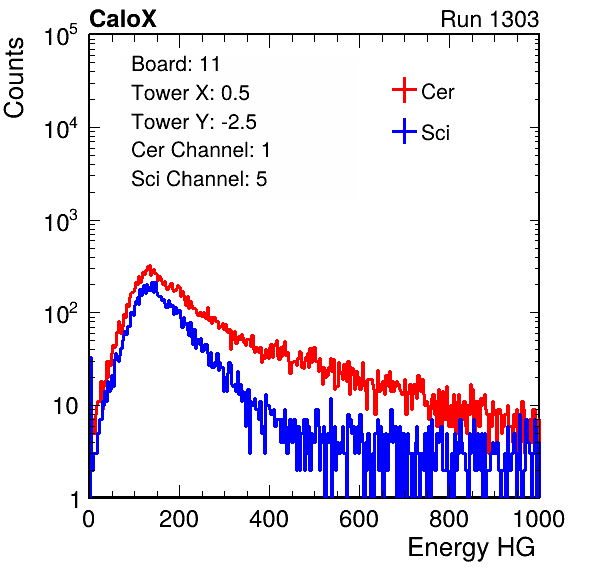 CaloX Run 1303
Counts
Board: 11
Tower X: 0.5
Tower Y: -2.5
Cer Channel: 1
Sci Channel: 5
Cer
Sci
10^5
10^4
10^3
10^2
10
1
0 200 400 600 800 1000
Energy HG